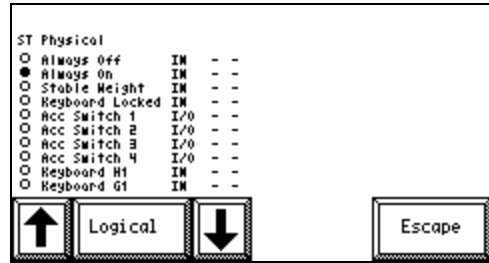 ST Physical
Always Off IN - -
Always On IN - -
Stable Weight IN - -
Keyboard Locked IN - -
Acc Switch 1 I/O - -
Acc Switch 2 I/O - -
Acc Switch 3 I/O - -
Acc Switch 4 I/O - -
Keyboard H1 IN - -
Keyboard G1 IN - -
Logical
Escape